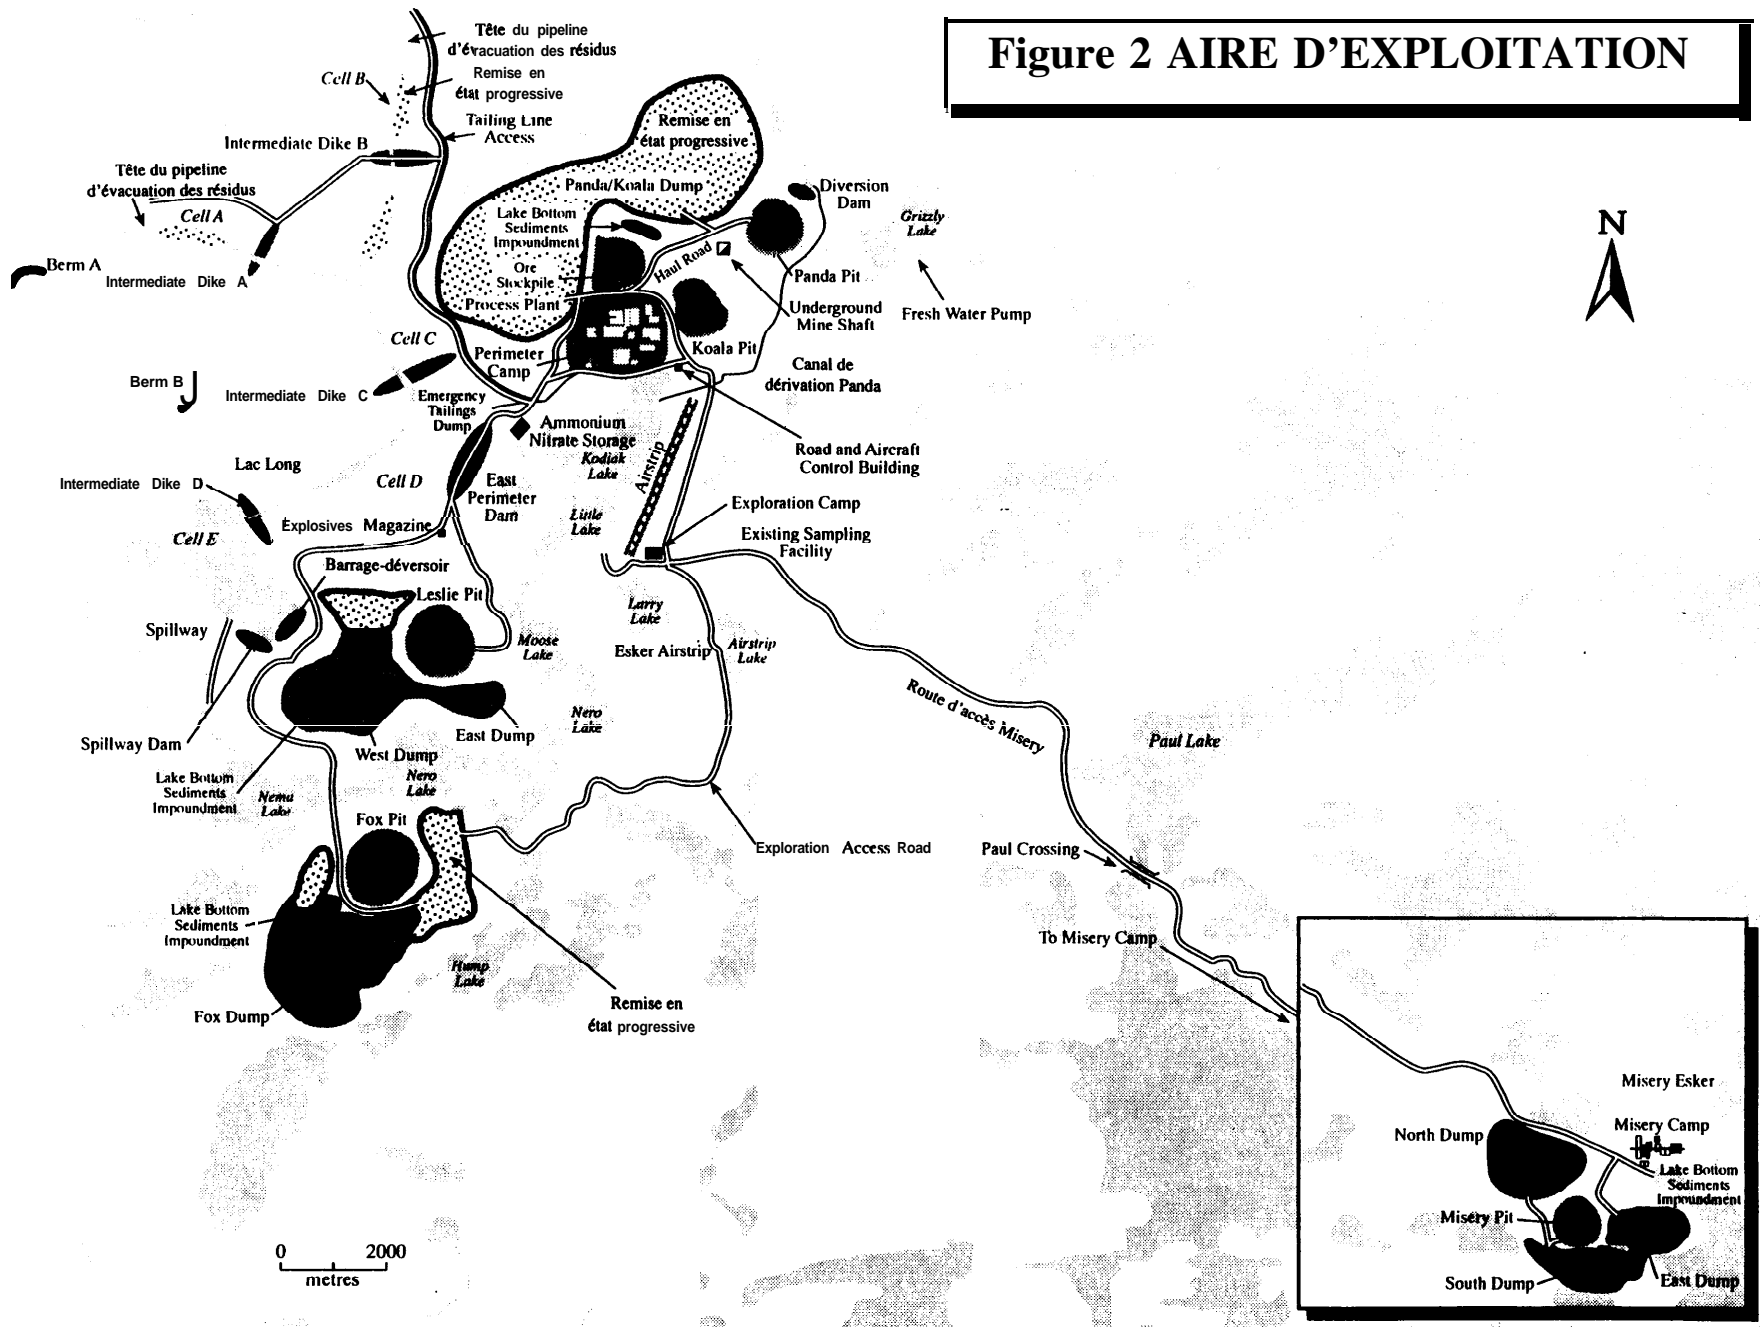 Figure 2 AIRE D'EXPLOITATION
Tête du pipeline
d'évacuation des résidus
Cell B
Remise en
état progressive
Tailing Line
Access
Intermediate Dike B
Tête du pipeline
d'évacuation des résidus
Cell A
Berm A
Intermediate Dike A
Remise en
état progressive
Panda/Koala Dump
Diversion
Dam
Lake Bottom
Sediments
Impoundment
Grizzly
Lake
N
Haul Road
Ore
Stockpile
Panda Pit
Process Plant
Underground
Mine Shaft
Fresh Water Pump
Cell C
Koala Pit
Perimeter
Camp
Canal de
dérivation Panda
Berm B
Intermediate Dike C
Emergency
Tailings
Dump
Ammonium
Nitrate Storage
Kodiak
Lake
Airstrip
Road and Aircraft
Control Building
Lac Long
Intermediate Dike D
Cell D
East
Perimeter
Dam
Exploration Camp
Little
Lake
Explosives Magazine
Cell E
Existing Sampling
Facility
Barrage-déversoir
Leslie Pit
Larry
Lake
Spillway
Moose
Lake
Esker Airstrip
Airstrip
Lake
Route d'accès Misery
Nero
Lake
Spillway Dam
East Dump
West Dump
Paul Lake
Lake Bottom
Sediments
Impoundment
Nema
Lake
Nero
Lake
Fox Pit
Exploration Access Road
Paul Crossing
Lake Bottom
Sediments
Impoundment
To Misery Camp
Hump
Lake
Fox Dump
Remise en
état progressive
Misery Esker
Misery Camp
North Dump
Lake Bottom
Sediments
Impoundment
Misery Pit
South Dump
East Dump
0 2000
metres